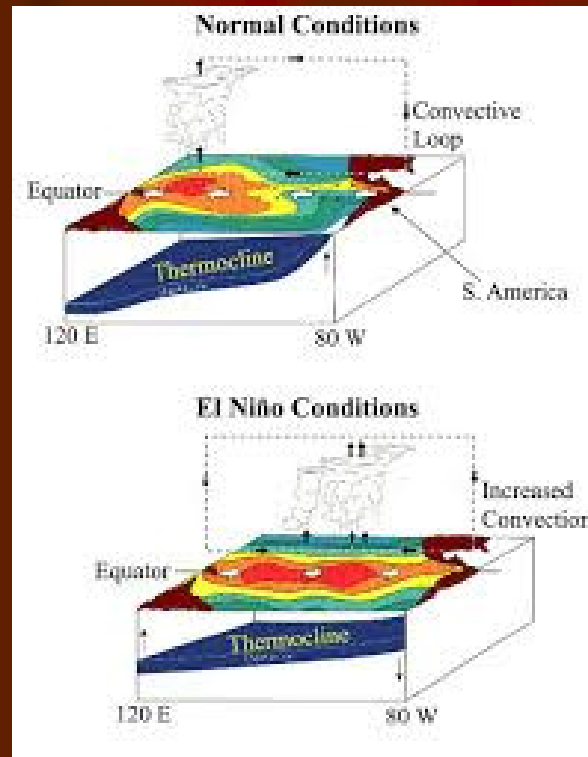 Normal Conditions
Convective
Loop
Equator
Thermocline
S. America
120 E
80 W
El Niño Conditions
Increased
Convection
Equator
Thermocline
120 E
80 W